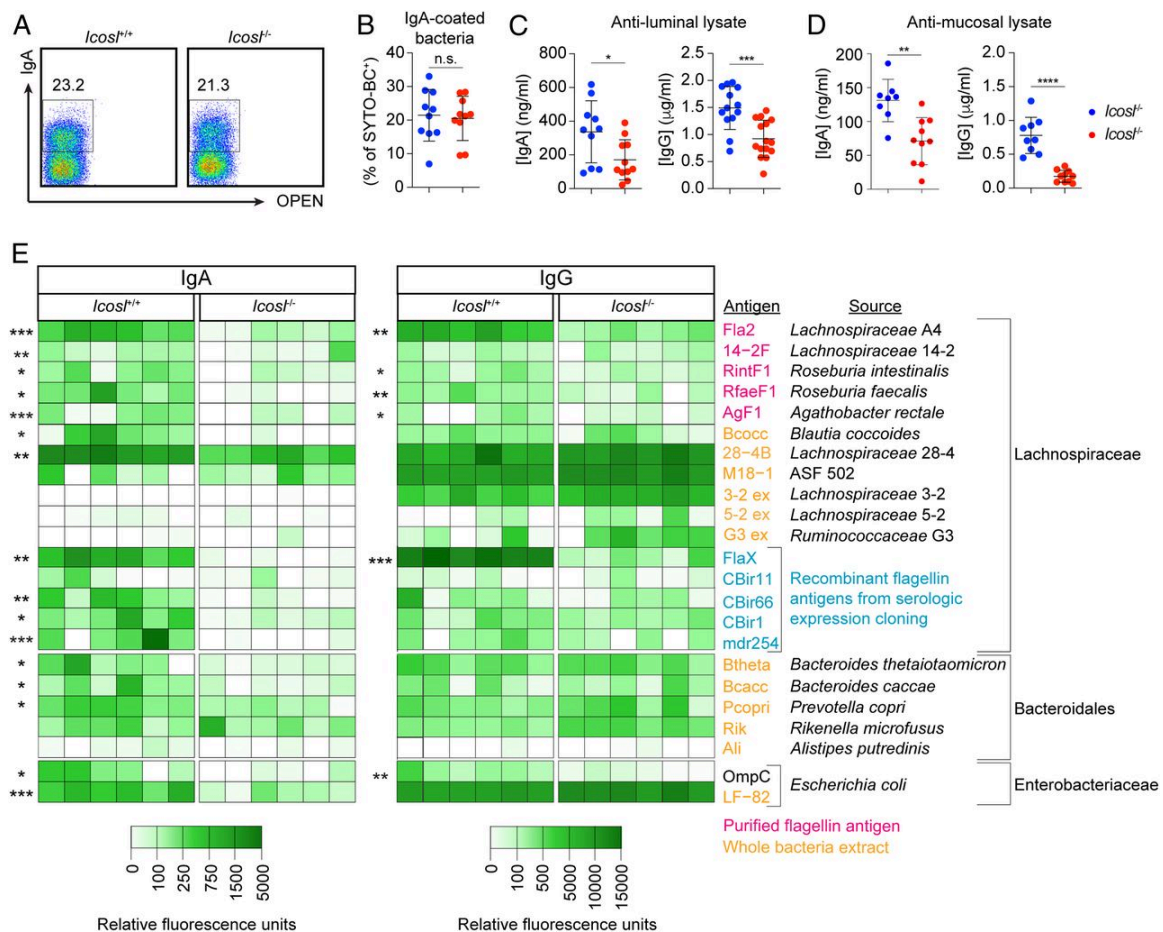 A
Icosl+/+
Icosl-/-
IgA
23.2
21.3
OPEN
B
IgA-coated
bacteria
n.s.
(% of SYTO-BC+)
40
30
20
10
0
C
Anti-luminal lysate
*
[IgA] (ng/ml)
800
600
400
200
0
***
[IgG] (μg/ml)
2.5
2.0
1.5
1.0
0.5
0.0
D
Anti-mucosal lysate
**
[IgA] (ng/ml)
200
150
100
50
0
****
[IgG] (μg/ml)
2.0
1.5
1.0
0.5
0.0
Icosl-/-
Icosl-/-
E
IgA
IgG
Icosl+/+
Icosl-/-
Icosl+/+
Icosl-/-
Antigen
Source
*** ** Fla2 Lachnospiraceae A4
** 14−2F Lachnospiraceae 14-2
* * RintF1 Roseburia intestinalis
* ** RfaeF1 Roseburia faecalis
*** * AgF1 Agathobacter rectale
* Bcocc Blautia coccoides
** 28−4B Lachnospiraceae 28-4
M18−1 ASF 502
3-2 ex Lachnospiraceae 3-2
5-2 ex Lachnospiraceae 5-2
G3 ex Ruminococcaceae G3
Lachnospiraceae
** *** FlaX
CBir11
** CBir66
* CBir1
*** mdr254
Recombinant flagellin
antigens from serologic
expression cloning
* Btheta Bacteroides thetaiotaomicron
* Bcacc Bacteroides caccae
* Pcopri Prevotella copri
Rik Rikenella microfusus
Ali Alistipes putredinis
Bacteroidales
* ** OmpC
*** LF−82
Escherichia coli
Enterobacteriaceae
Purified flagellin antigen
Whole bacteria extract
0 100 250 750 1500 5000
Relative fluorescence units
0 100 500 5000 10000 15000
Relative fluorescence units